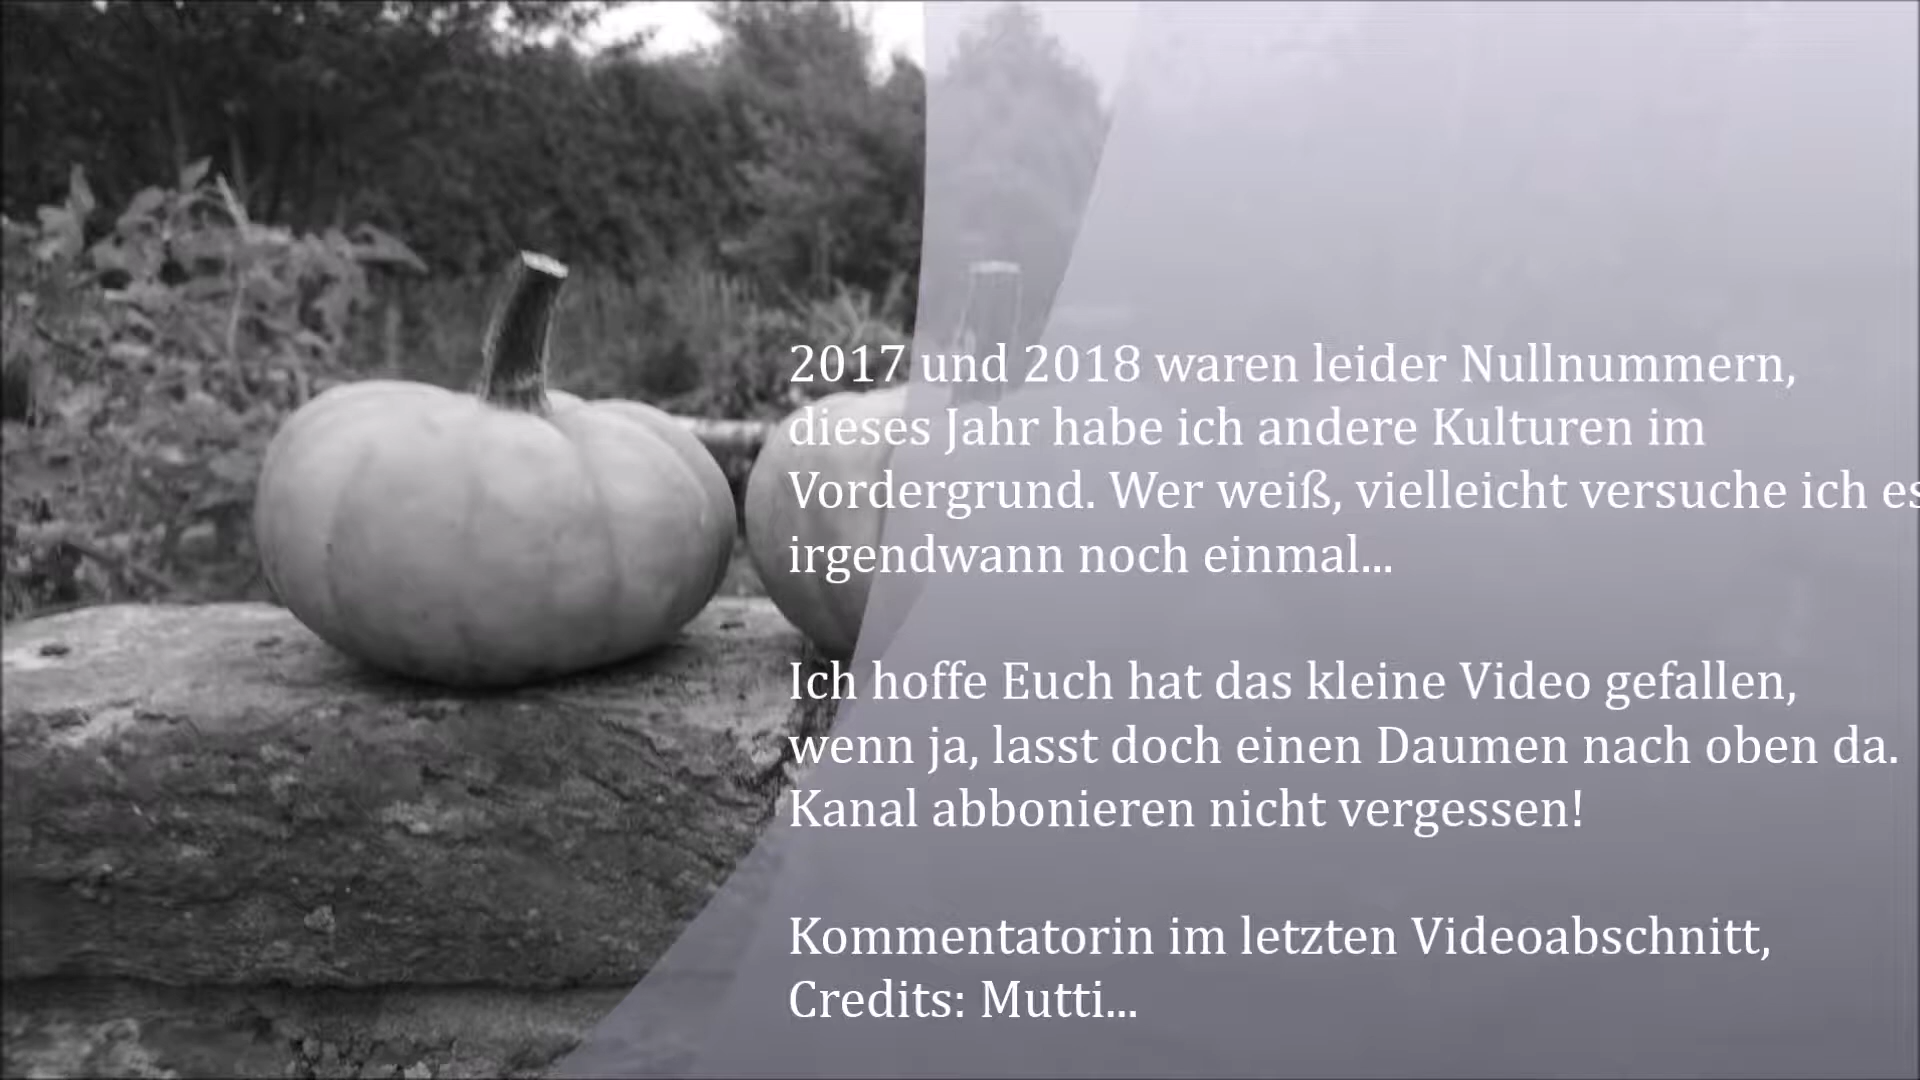 2017 und 2018 waren leider Nullnummern,
dieses Jahr habe ich andere Kulturen im
Vordergrund. Wer weiß, vielleicht versuche ich es
irgendwann noch einmal...
Ich hoffe Euch hat das kleine Video gefallen,
wenn ja, lasst doch einen Daumen nach oben da.
Kanal abbonieren nicht vergessen!
Kommentatorin im letzten Videoabschnitt,
Credits: Mutti...